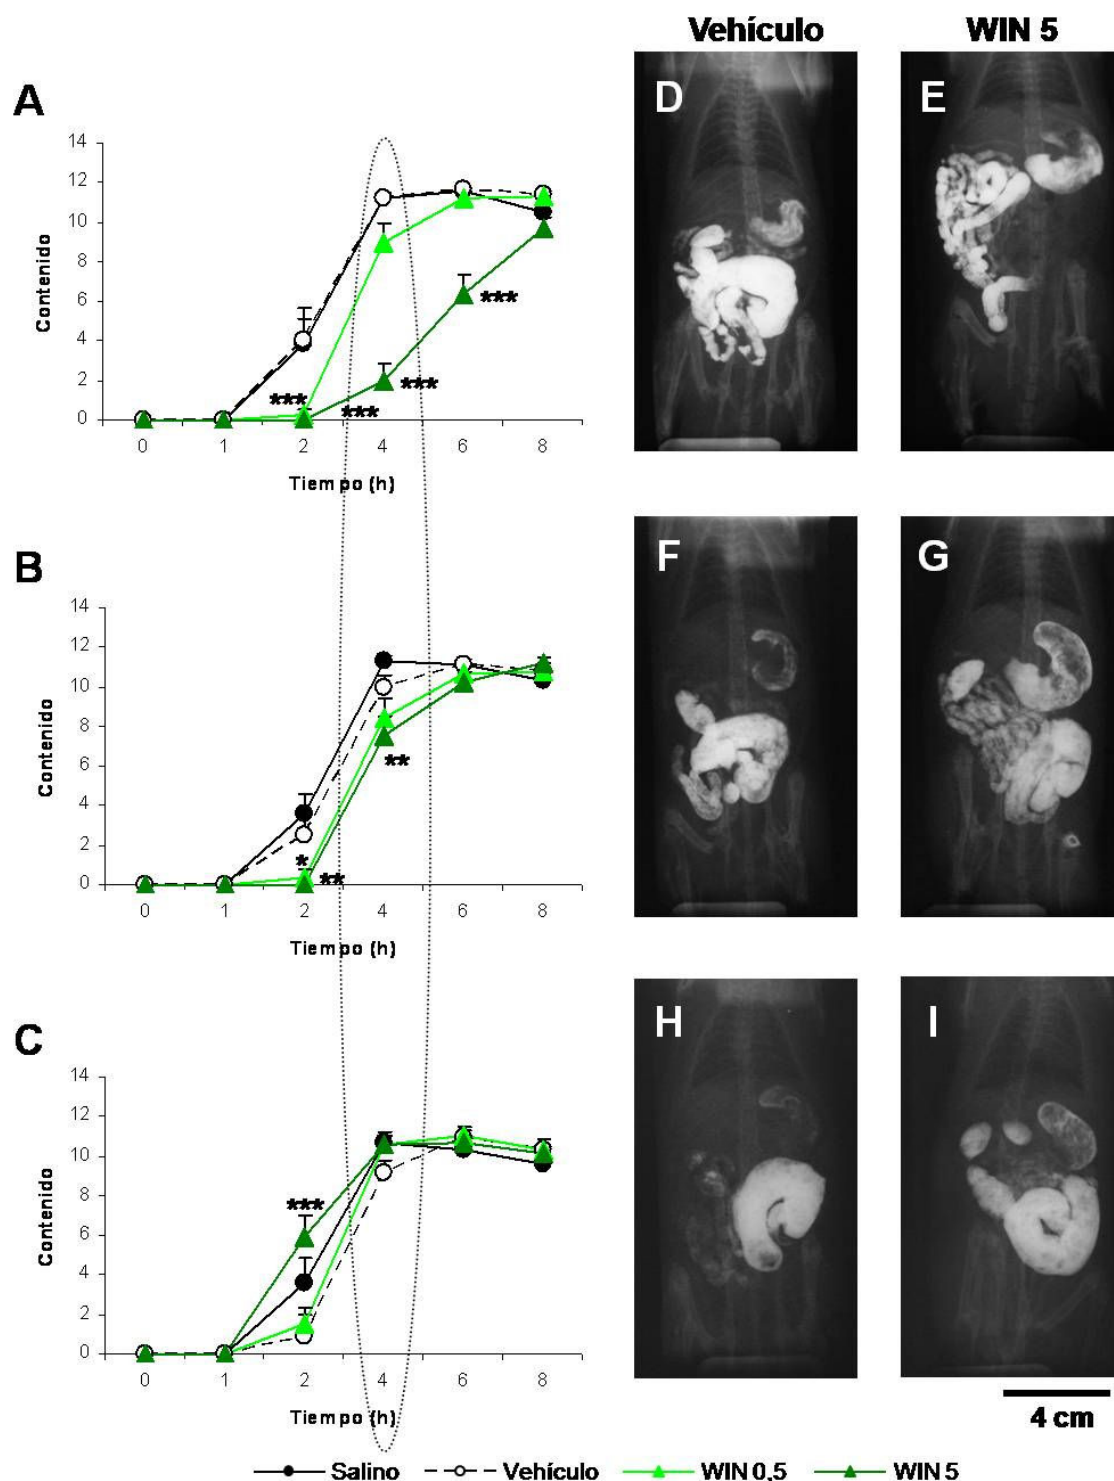 Vehículo WIN 5
A
14
12
10
8
6
4
2
0
Contenido
***
***
***
***
0 1 2 4 6 8
Tiempo (h)
D E
B
14
12
10
8
6
4
2
0
Contenido
*
**
**
0 1 2 4 6 8
Tiempo (h)
F G
C
14
12
10
8
6
4
2
0
Contenido
***
0 1 2 4 6 8
Tiempo (h)
H I
4 cm
Salino Vehículo WIN 0,5 WIN 5